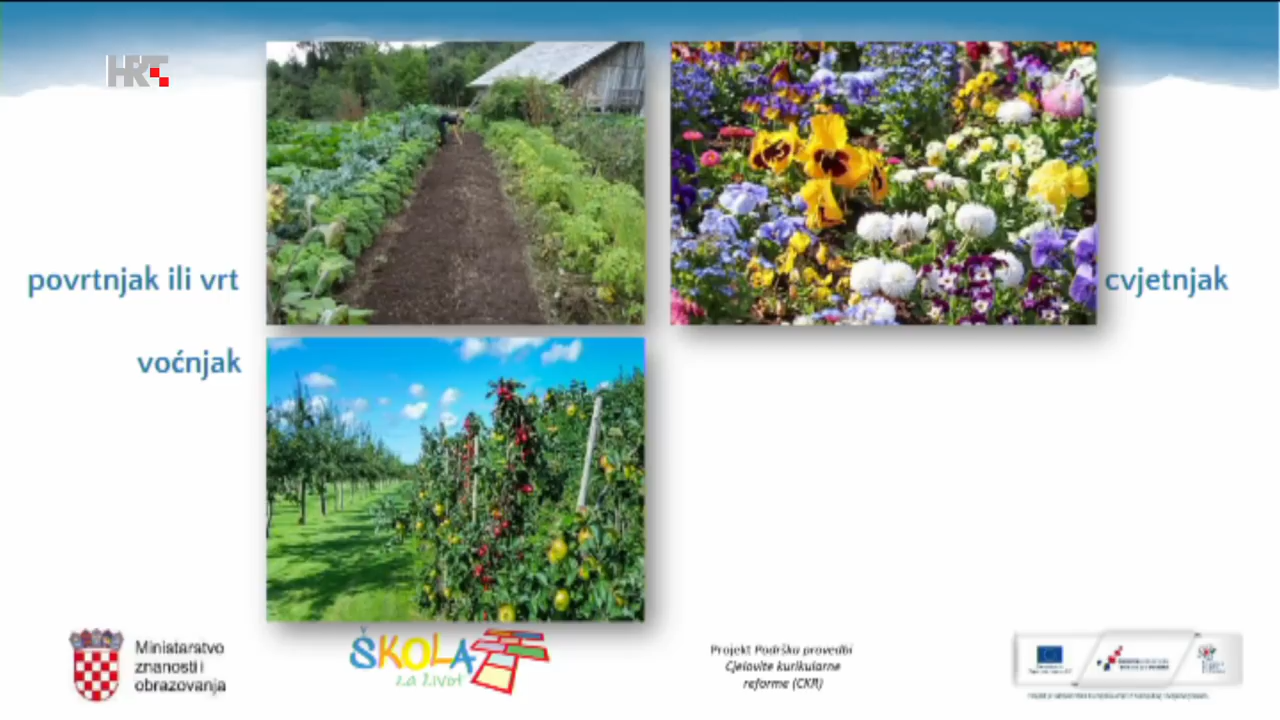 HRT
povrtnjak ili vrt
cvjetnjak
voćnjak
Ministarstvo
znanosti i
obrazovanja
ŠKOLA
za život
Projekt Podrška provedbi
Cjelovite kurikularne
reforme (CKR)